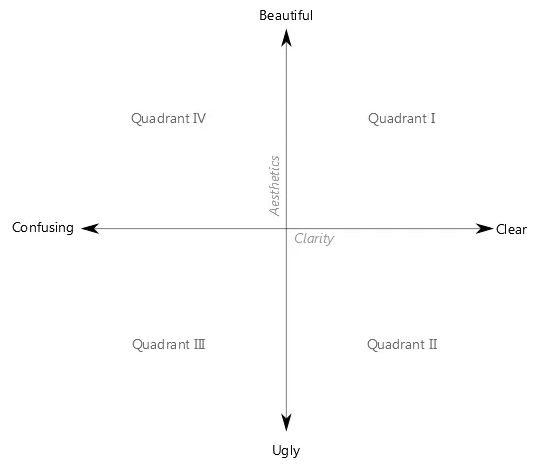 Beautiful
Quadrant IV
Quadrant I
Aesthetics
Confusing
Clear
Clarity
Quadrant III
Quadrant II
Ugly